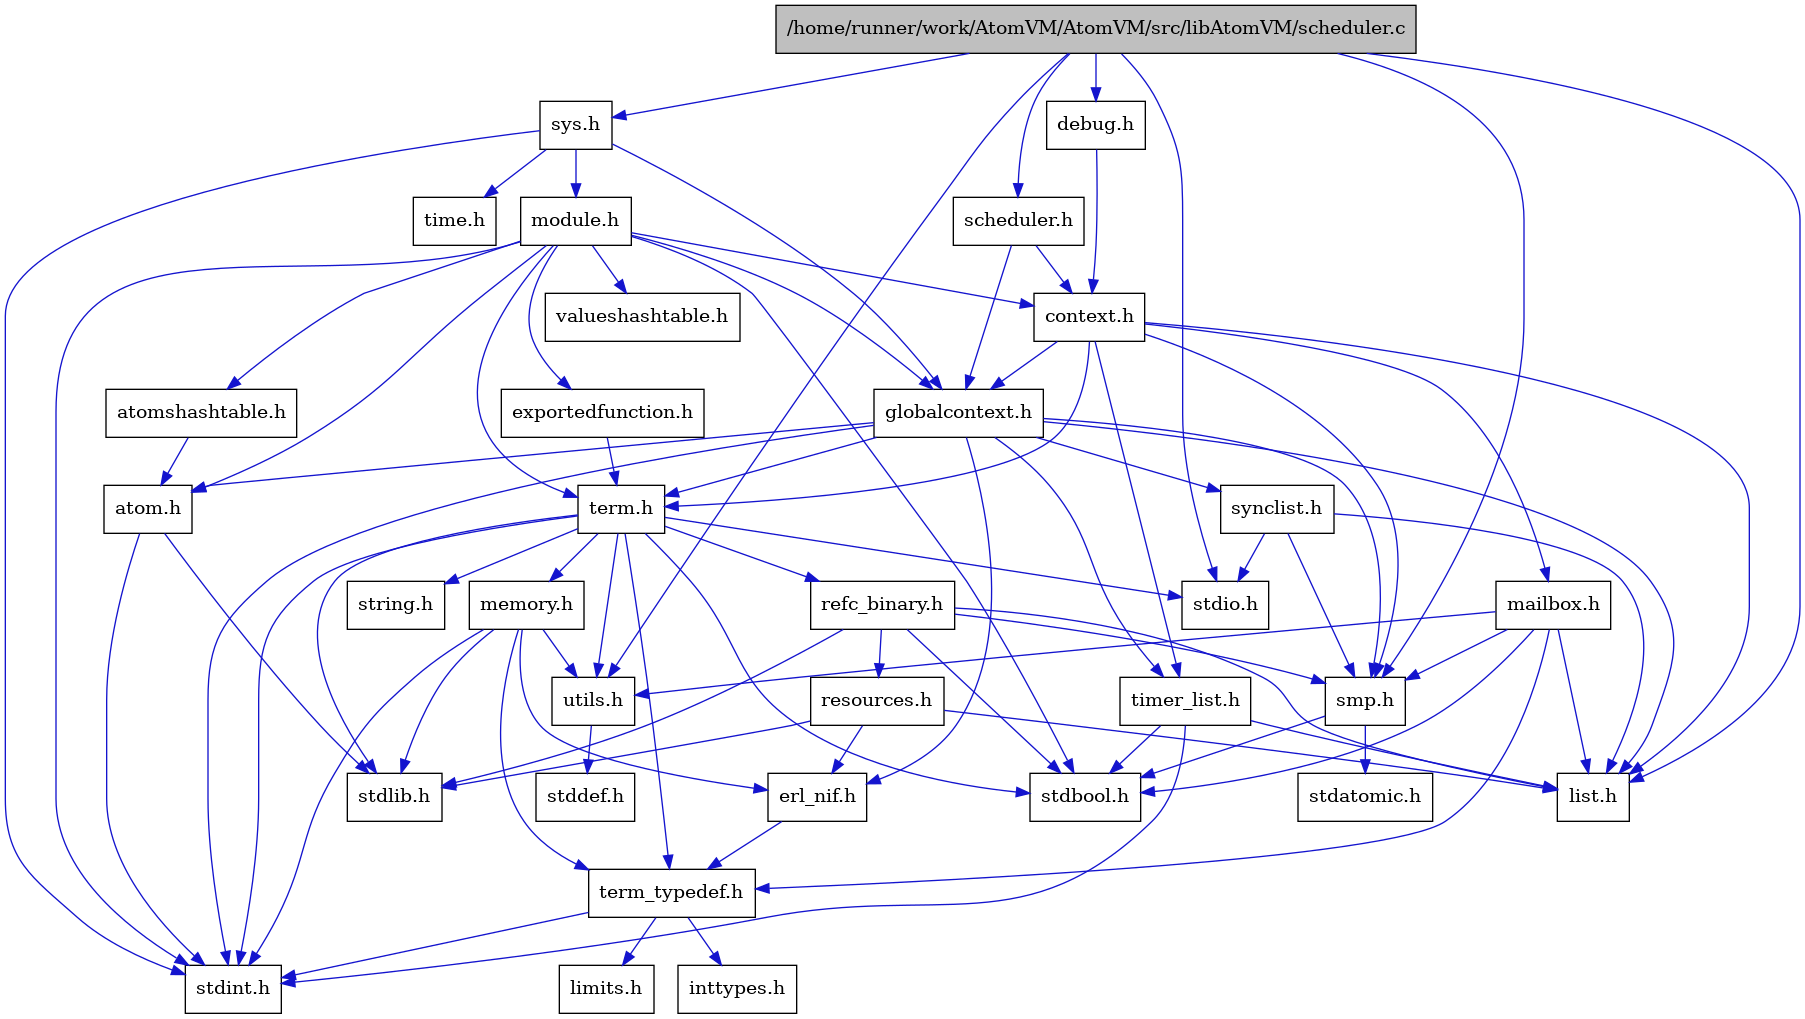 /home/runner/work/AtomVM/AtomVM/src/libAtomVM/scheduler.c
sys.h
debug.h
time.h
module.h
scheduler.h
valueshashtable.h
context.h
atomshashtable.h
exportedfunction.h
globalcontext.h
atom.h
term.h
synclist.h
string.h
memory.h
refc_binary.h
stdio.h
mailbox.h
utils.h
resources.h
timer_list.h
smp.h
stdlib.h
stddef.h
erl_nif.h
stdbool.h
stdatomic.h
list.h
term_typedef.h
stdint.h
limits.h
inttypes.h